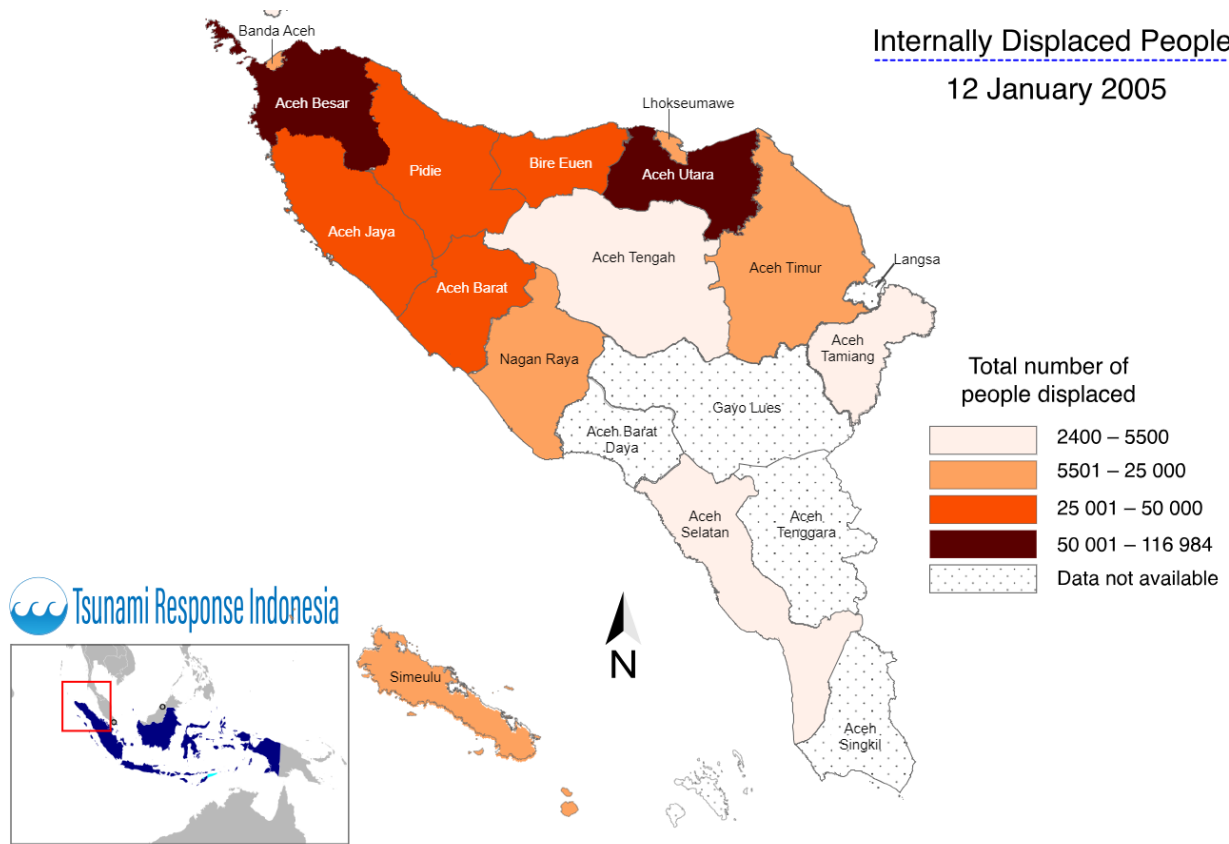 Internally Displaced People
12 January 2005
Banda Aceh
Aceh Besar
Lhokseumawe
Pidie
Bire Euen
Aceh Utara
Aceh Jaya
Aceh Tengah
Aceh Timur
Langsa
Aceh Barat
Nagan Raya
Aceh
Tamiang
Gayo Lues
Aceh Barat
Daya
Aceh
Selatan
Aceh
Tenggara
Simeulu
Aceh
Singkil
Total number of
people displaced
2400 – 5500
5501 – 25 000
25 001 – 50 000
50 001 – 116 984
Data not available
N
Tsunami Response Indonesia